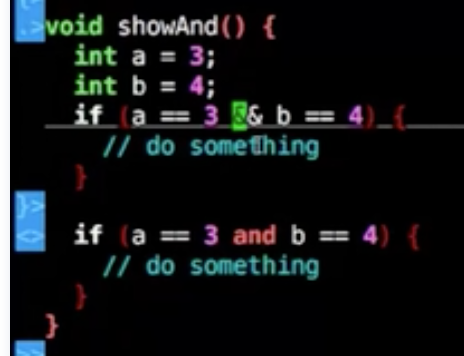 void showAnd() {
int a = 3;
int b = 4;
if (a == 3 && b == 4) {
// do something
}
}>
<> if (a == 3 and b == 4) {
// do something
}
}